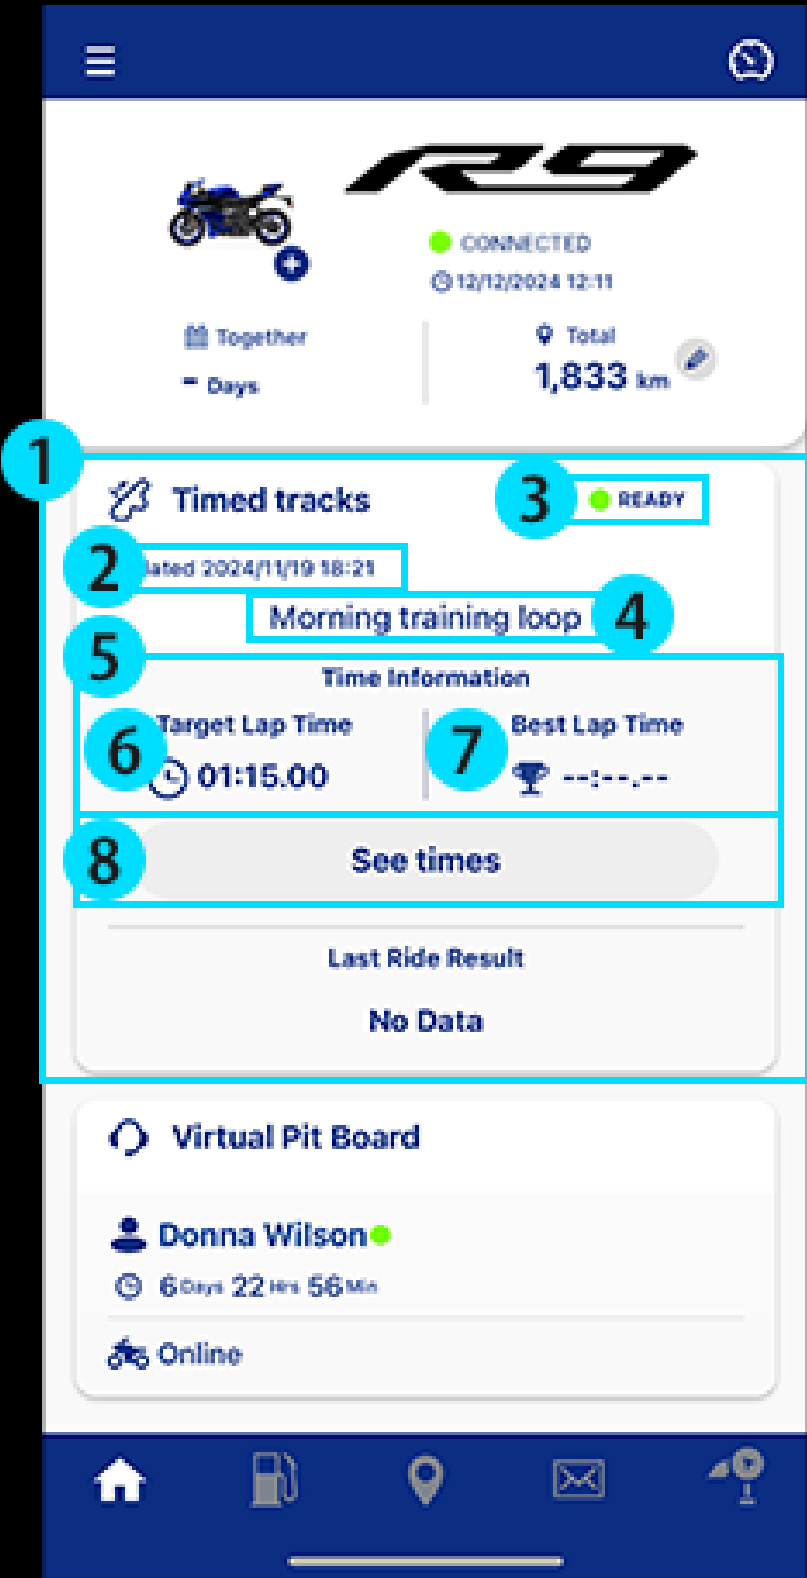 R9
CONNECTED
12/12/2024 12:11
Together
Total
- Days
1,833 km
1
Timed tracks
3
READY
2
ated 2024/11/19 18:21
Morning training loop
4
5
Time Information
6
Target Lap Time
7
Best Lap Time
01:15.00
--:--.--
8
See times
Last Ride Result
No Data
Virtual Pit Board
Donna Wilson
6 Days 22 Hrs 56 Min
Online